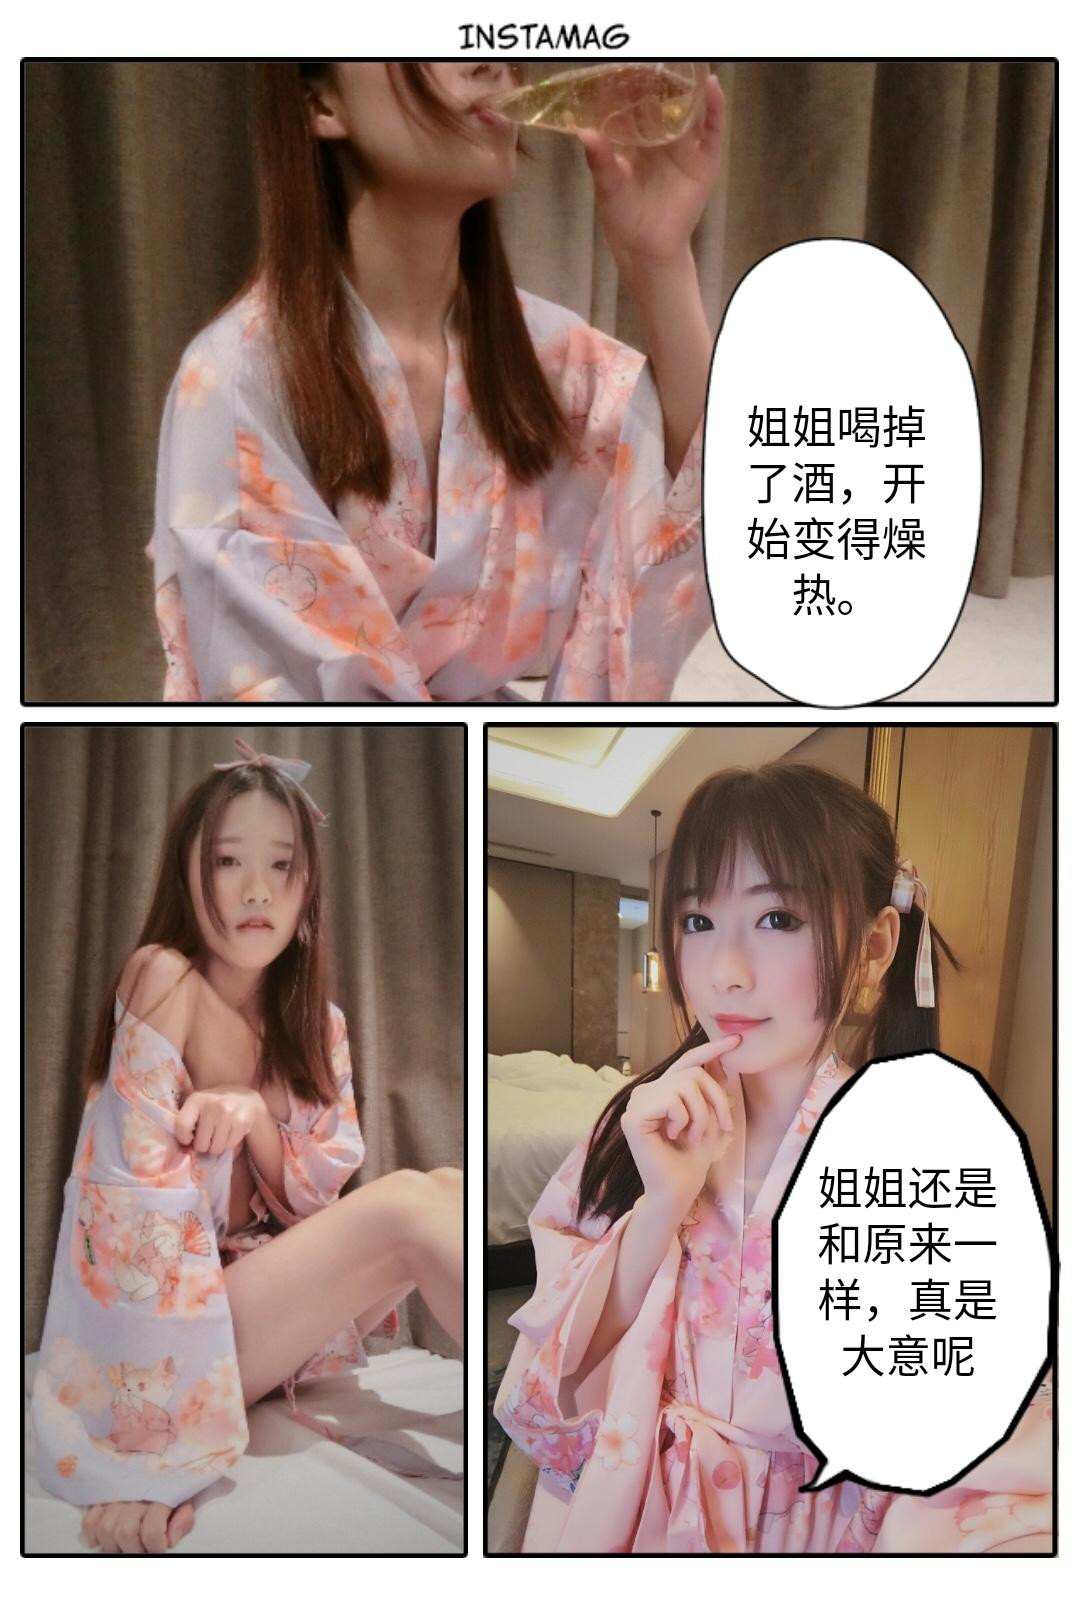 INSTAMAG
姐姐喝掉
了酒，开
始变得燥
热。
姐姐还是
和原来一
样，真是
大意呢